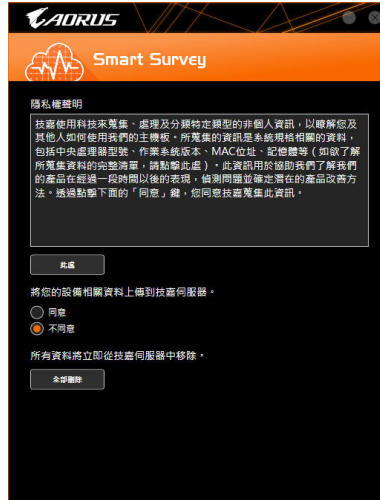 AORUS
Smart Survey
隱私權聲明
技嘉使用科技來蒐集、處理及分類特定類型的非個人資訊，以瞭解您及
其他人如何使用我們的主機板。所蒐集的資訊是系統規格相關的資料，
包括中央處理器型號、作業系統版本、MAC位址、記憶體等（如欲了解
所蒐集資料的完整清單，請點擊此處）。此資訊用於協助我們了解我們
的產品在經過一段時間以後的表現，偵測問題並確定潛在的產品改善方
法。透過點擊下面的「同意」鍵，您同意技嘉蒐集此資訊。
此處
將您的設備相關資料上傳到技嘉伺服器。
同意
不同意
所有資料將立即從技嘉伺服器中移除。
全部刪除